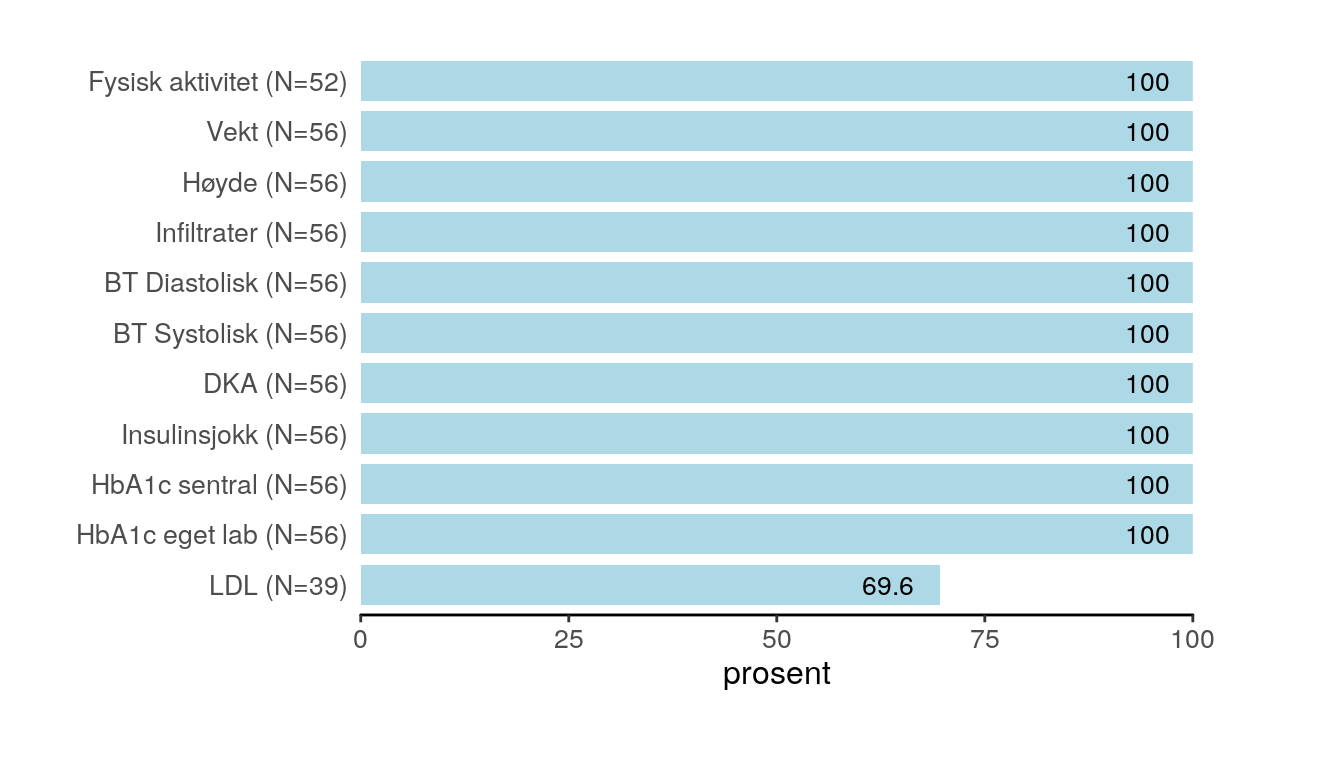 Fysisk aktivitet (N=52) 100
Vekt (N=56) 100
Høyde (N=56) 100
Infiltrater (N=56) 100
BT Diastolisk (N=56) 100
BT Systolisk (N=56) 100
DKA (N=56) 100
Insulinsjokk (N=56) 100
HbA1c sentral (N=56) 100
HbA1c eget lab (N=56) 100
LDL (N=39) 69.6
0 25 50 75 100
prosent